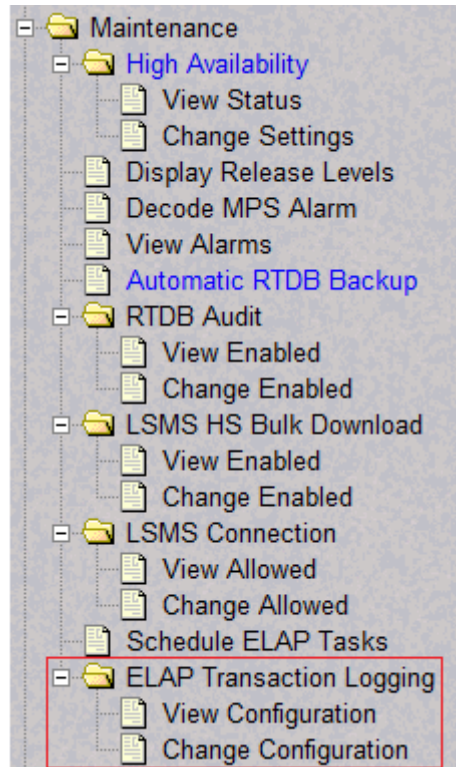 Maintenance
High Availability
View Status
Change Settings
Display Release Levels
Decode MPS Alarm
View Alarms
Automatic RTDB Backup
RTDB Audit
View Enabled
Change Enabled
LSMS HS Bulk Download
View Enabled
Change Enabled
LSMS Connection
View Allowed
Change Allowed
Schedule ELAP Tasks
ELAP Transaction Logging
View Configuration
Change Configuration